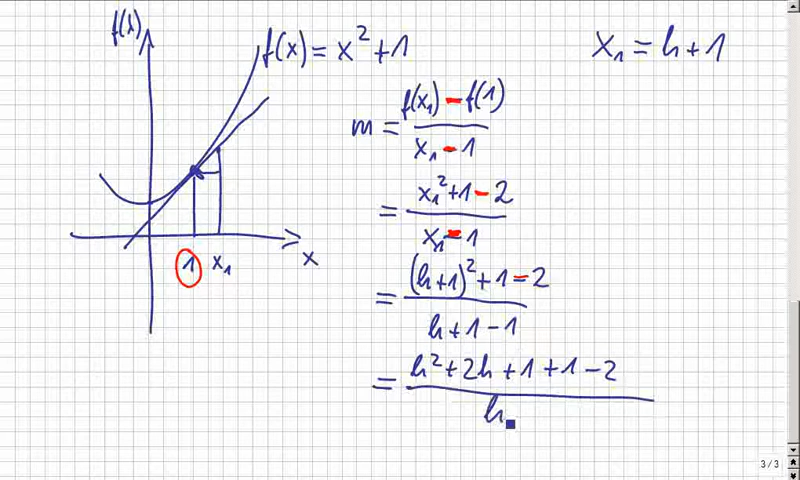 f(x)
f(x) = x² + 1
x₁ = h + 1
m = (f(x₁) - f(1)) / (x₁ - 1)
= (x₁² + 1 - 2) / (x₁ - 1)
1 x₁ x
= ((h+1)² + 1 - 2) / (h + 1 - 1)
= (h² + 2h + 1 + 1 - 2) / h
3/3